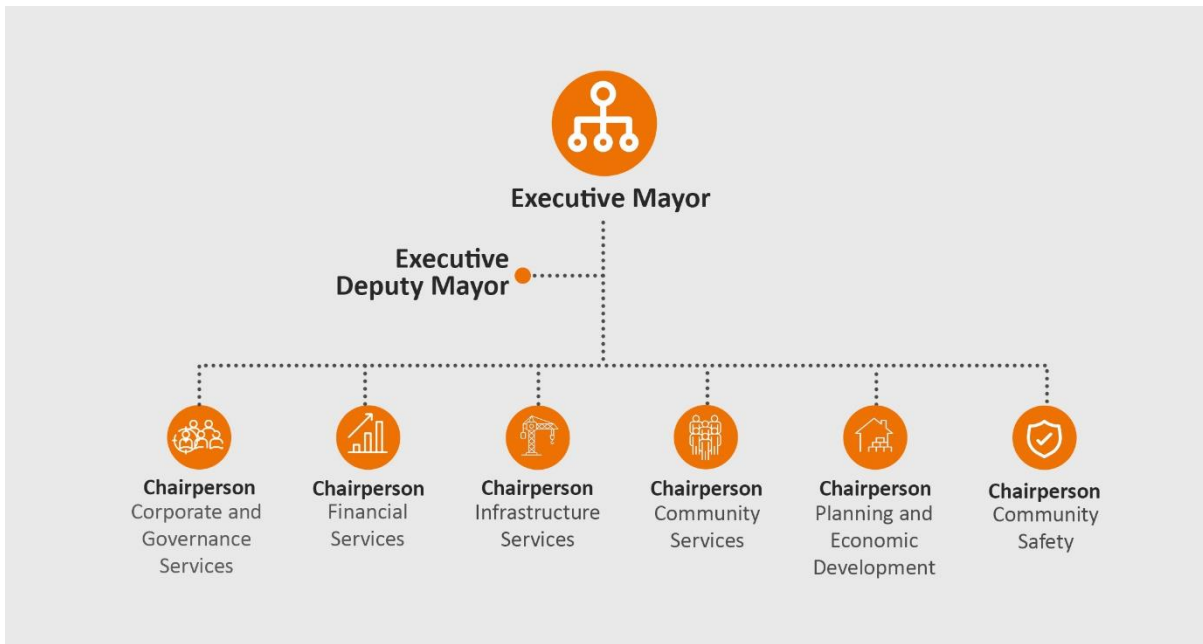 Executive Mayor
Executive
Deputy Mayor
Chairperson
Corporate and
Governance
Services
Chairperson
Financial
Services
Chairperson
Infrastructure
Services
Chairperson
Community
Services
Chairperson
Planning and
Economic
Development
Chairperson
Community
Safety